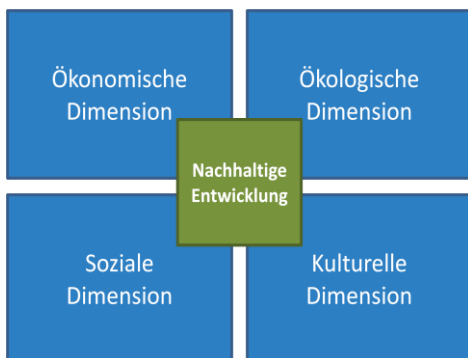 Ökonomische
Dimension
Ökologische
Dimension
Nachhaltige
Entwicklung
Soziale
Dimension
Kulturelle
Dimension